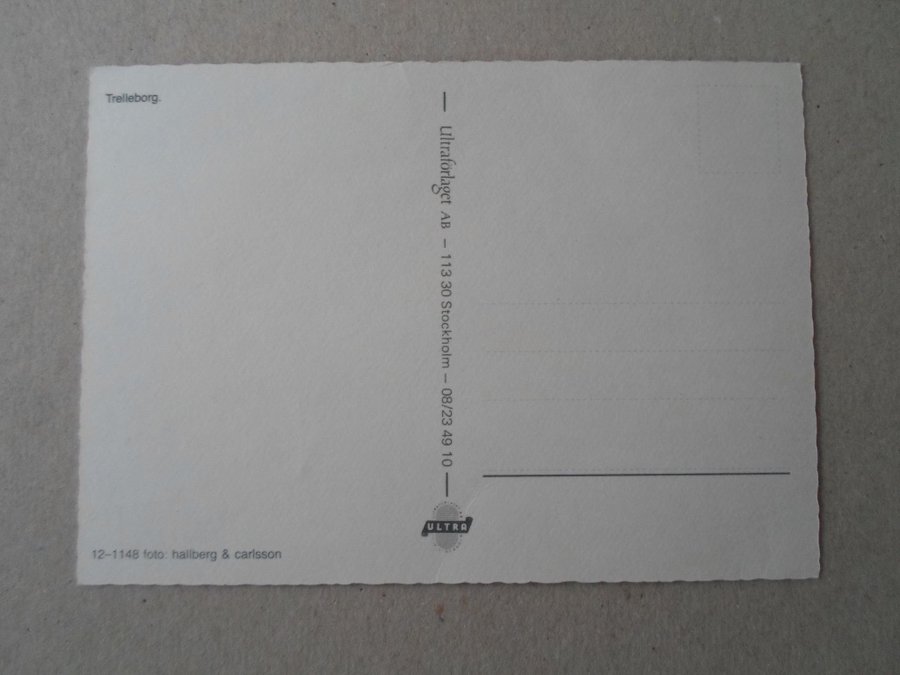 Trelleborg.
Ultraförlaget AB – 113 30 Stockholm – 08/23 49 10
ULTRA
12–1148 foto: hallberg & carlsson